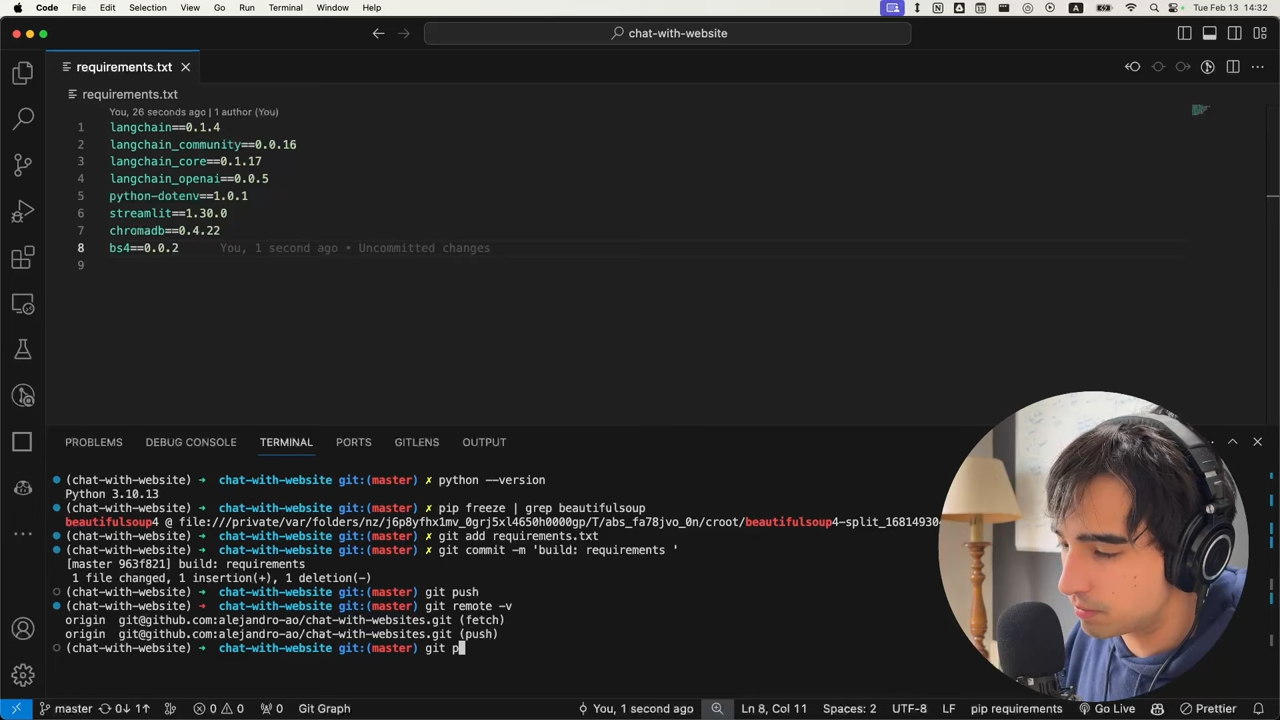 Code File Edit Selection View Go Run Terminal Window Help Tue Feb 13 14:32
chat-with-website
requirements.txt
requirements.txt
You, 26 seconds ago | 1 author (You)
1 langchain==0.1.4
2 langchain_community==0.0.16
3 langchain_core==0.1.17
4 langchain_openai==0.0.5
5 python-dotenv==1.0.1
6 streamlit==1.30.0
7 chromadb==0.4.22
8 bs4==0.0.2 You, 1 second ago • Uncommitted changes
9
PROBLEMS DEBUG CONSOLE TERMINAL PORTS GITLENS OUTPUT
(chat-with-website) ➜ chat-with-website git:(master) ✗ python --version
Python 3.10.13
(chat-with-website) ➜ chat-with-website git:(master) ✗ pip freeze | grep beautifulsoup
beautifulsoup4 @ file:///private/var/folders/nz/j6p8yfhx1mv_0grj5xl4650h0000gp/T/abs_fa78jvo_0n/croot/beautifulsoup4-split_16814930
(chat-with-website) ➜ chat-with-website git:(master) ✗ git add requirements.txt
(chat-with-website) ➜ chat-with-website git:(master) ✗ git commit -m 'build: requirements '
[master 963f821] build: requirements
1 file changed, 1 insertion(+), 1 deletion(-)
(chat-with-website) ➜ chat-with-website git:(master) git push
(chat-with-website) ➜ chat-with-website git:(master) git remote -v
origin git@github.com:alejandro-ao/chat-with-websites.git (fetch)
origin git@github.com:alejandro-ao/chat-with-websites.git (push)
(chat-with-website) ➜ chat-with-website git:(master) git p
master 0↓ 1↑ 0 0 0 Git Graph You, 1 second ago Ln 8, Col 11 Spaces: 2 UTF-8 LF pip requirements Go Live Prettier